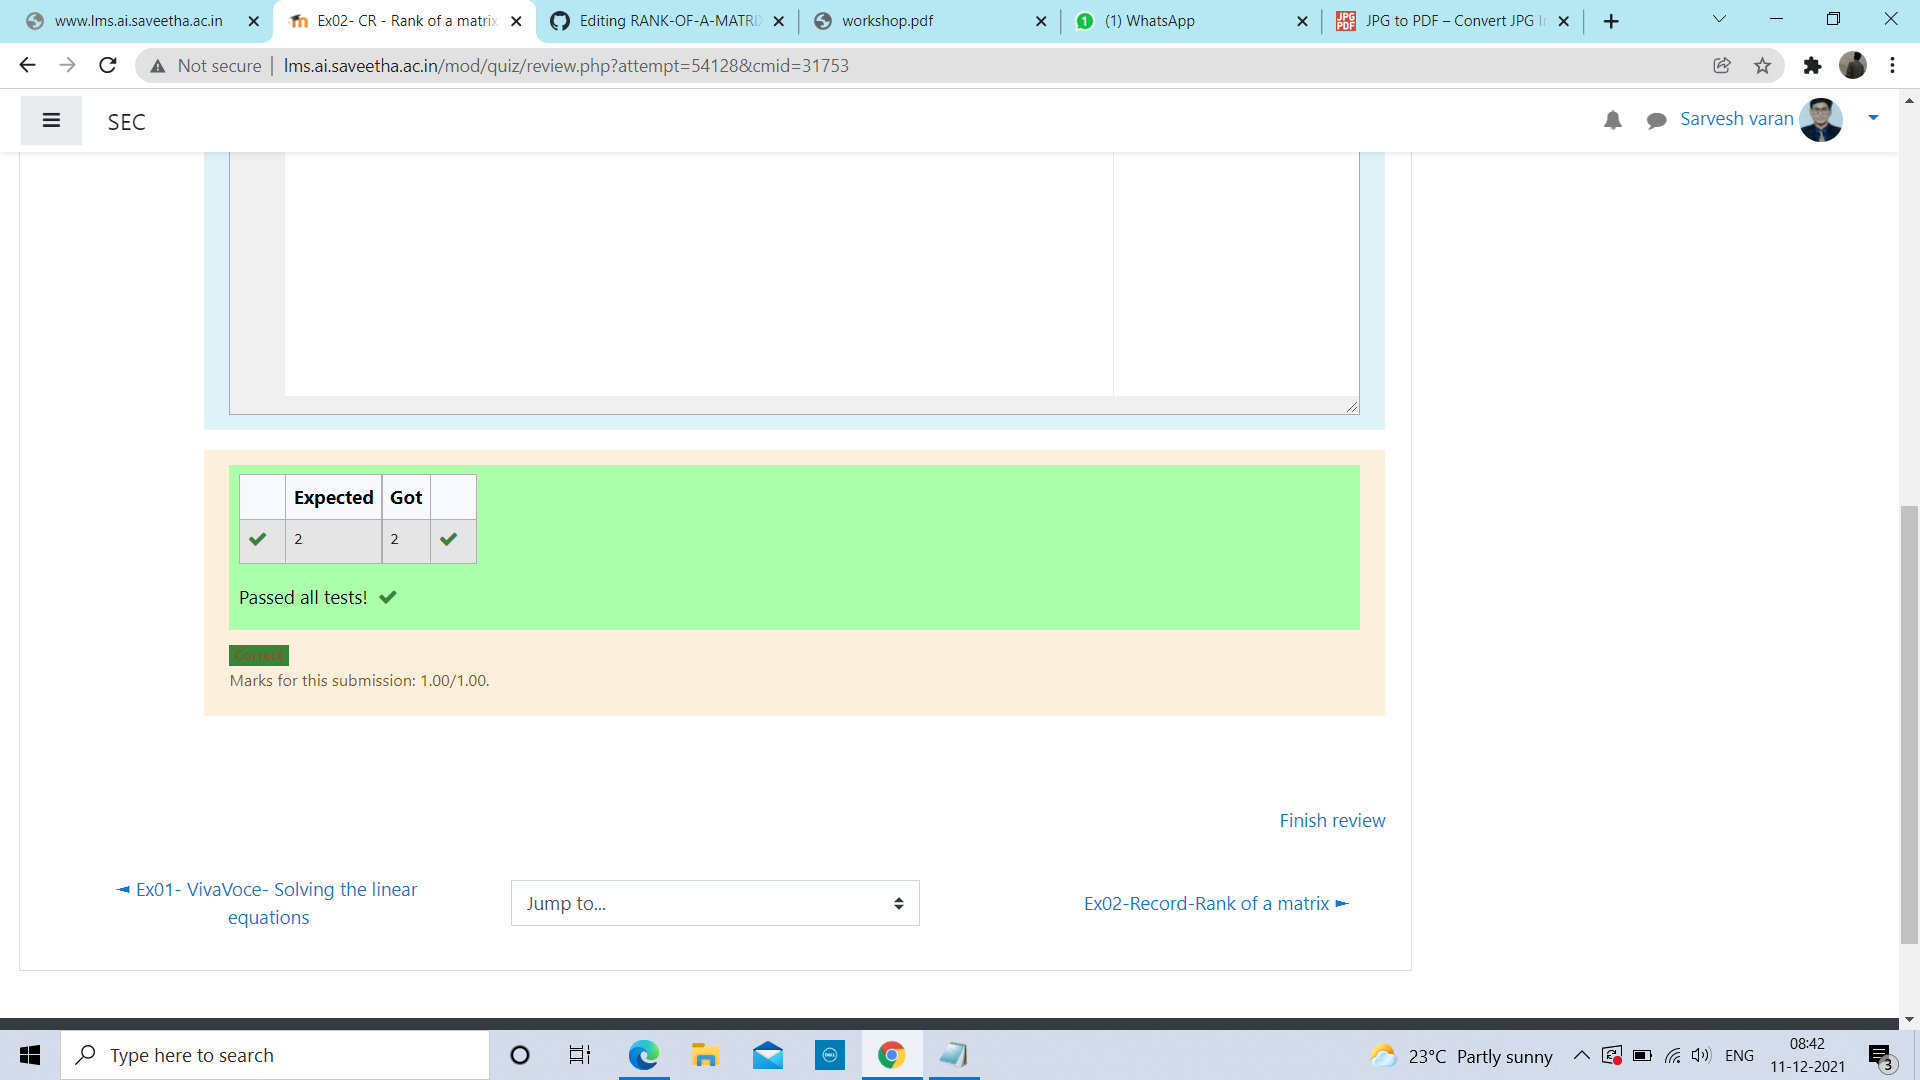 www.lms.ai.saveetha.ac.in
Ex02- CR - Rank of a matrix
Editing RANK-OF-A-MATRIX
workshop.pdf
(1) WhatsApp
JPG to PDF – Convert JPG
Not secure
lms.ai.saveetha.ac.in/mod/quiz/review.php?attempt=54128&cmid=31753
SEC
Sarvesh varan
Expected Got
2 2
Passed all tests!
Correct
Marks for this submission: 1.00/1.00.
Finish review
◄ Ex01- VivaVoce- Solving the linear
equations
Jump to...
Ex02-Record-Rank of a matrix ►
Type here to search
23°C Partly sunny
ENG
08:42
11-12-2021
3